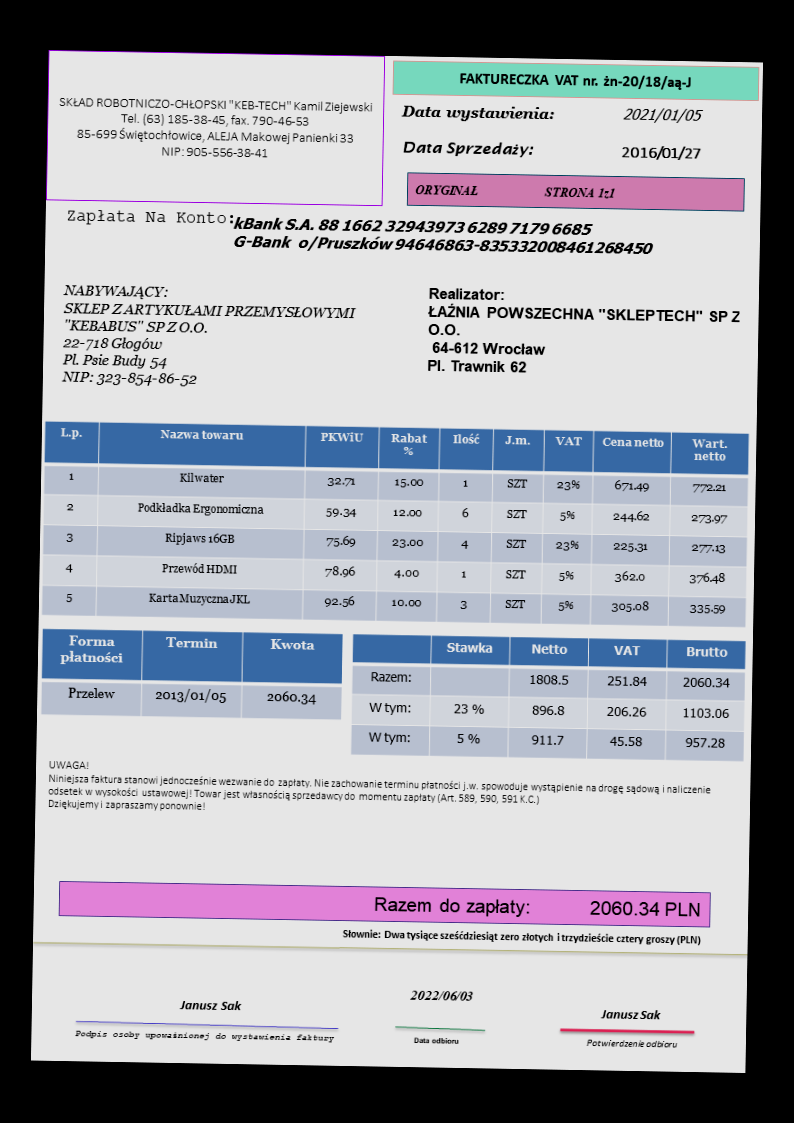 SKŁAD ROBOTNICZO-CHŁOPSKI "KEB-TECH" Kamil Ziejewski
Tel. (63) 185-38-45, fax. 790-46-53
85-699 Świętochłowice, ALEJA Makowej Panienki 33
NIP: 905-556-38-41
FAKTURECZKA VAT nr. żn-20/18/aą-J
Data wystawienia: 2021/01/05
Data Sprzedaży: 2016/01/27
ORYGINAŁ STRONA 1z1
Zapłata Na Konto: kBank S.A. 88 1662 32943973 6289 7179 6685
G-Bank o/Pruszków 94646863-835332008461268450
NABYWAJĄCY:
SKLEP Z ARTYKUŁAMI PRZEMYSŁOWYMI
"KEBABUS" SP Z O.O.
22-718 Głogów
Pl. Psie Budy 54
NIP: 323-854-86-52
Realizator:
ŁAŹNIA POWSZECHNA "SKLEPTECH" SP Z
O.O.
64-612 Wrocław
Pl. Trawnik 62
L.p. Nazwa towaru PKWiU Rabat % Ilość J.m. VAT Cena netto Wart. netto
1 Kilwater 32.71 15.00 1 SZT 23% 671.49 772.21
2 Podkładka Ergonomiczna 59.34 12.00 6 SZT 5% 244.62 273.97
3 Ripjaws 16GB 75.69 23.00 4 SZT 23% 225.31 277.13
4 Przewód HDMI 78.96 4.00 1 SZT 5% 362.0 376.48
5 Karta Muzyczna JKL 92.56 10.00 3 SZT 5% 305.08 335.59
Forma płatności Termin Kwota
Przelew 2013/01/05 2060.34
Stawka Netto VAT Brutto
Razem: 1808.5 251.84 2060.34
W tym: 23 % 896.8 206.26 1103.06
W tym: 5 % 911.7 45.58 957.28
UWAGA!
Niniejsza faktura stanowi jednocześnie wezwanie do zapłaty. Nie zachowanie terminu płatności j.w. spowoduje wystąpienie na drogę sądową i naliczenie
odsetek w wysokości ustawowej! Towar jest własnością sprzedawcy do momentu zapłaty (Art. 589, 590, 591 K.C.)
Dziękujemy i zapraszamy ponownie!
Razem do zapłaty: 2060.34 PLN
Słownie: Dwa tysiące sześćdziesiąt zero złotych i trzydzieście cztery groszy (PLN)
Janusz Sak
Podpis osoby upoważnionej do wystawienia faktury
2022/06/03
Data odbioru
Janusz Sak
Potwierdzenie odbioru